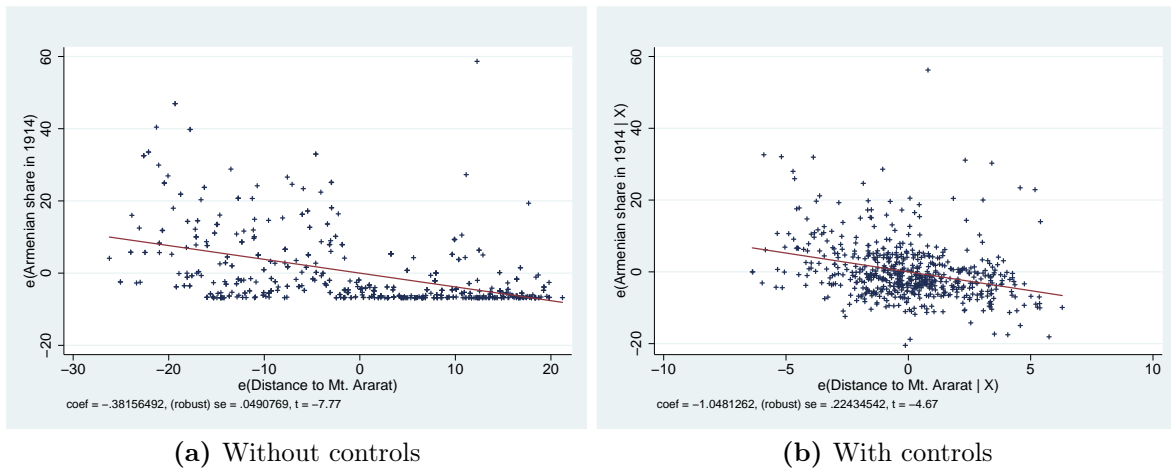 60
40
20
0
−20
e(Armenian share in 1914)
−30 −20 −10 0 10 20
e(Distance to Mt. Ararat)
coef = −.38156492, (robust) se = .0490769, t = −7.77
(a) Without controls
60
40
20
0
−20
e(Armenian share in 1914 | X)
−10 −5 0 5 10
e(Distance to Mt. Ararat | X)
coef = −1.0481262, (robust) se = .22434542, t = −4.67
(b) With controls